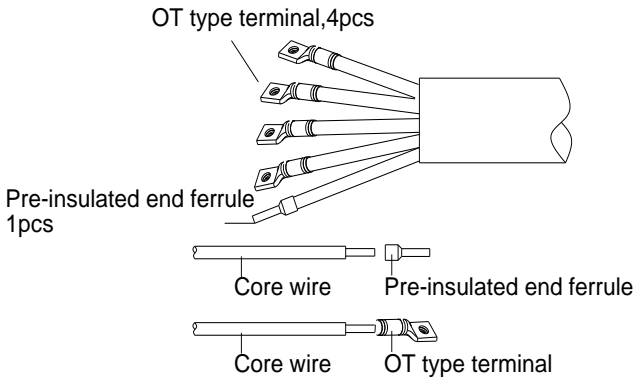 OT type terminal,4pcs
Pre-insulated end ferrule
1pcs
Core wire
Pre-insulated end ferrule
Core wire
OT type terminal